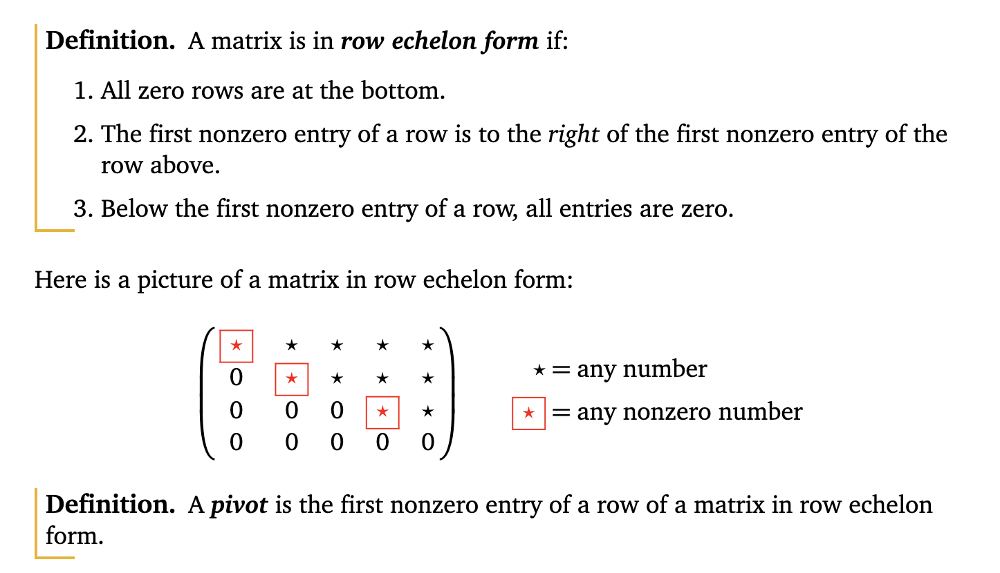 Definition. A matrix is in row echelon form if:
1. All zero rows are at the bottom.
2. The first nonzero entry of a row is to the right of the first nonzero entry of the
row above.
3. Below the first nonzero entry of a row, all entries are zero.
Here is a picture of a matrix in row echelon form:
★ ★ ★ ★ ★
0 ★ ★ ★ ★
0 0 0 ★ ★
0 0 0 0 0
★ = any number
★ = any nonzero number
Definition. A pivot is the first nonzero entry of a row of a matrix in row echelon
form.